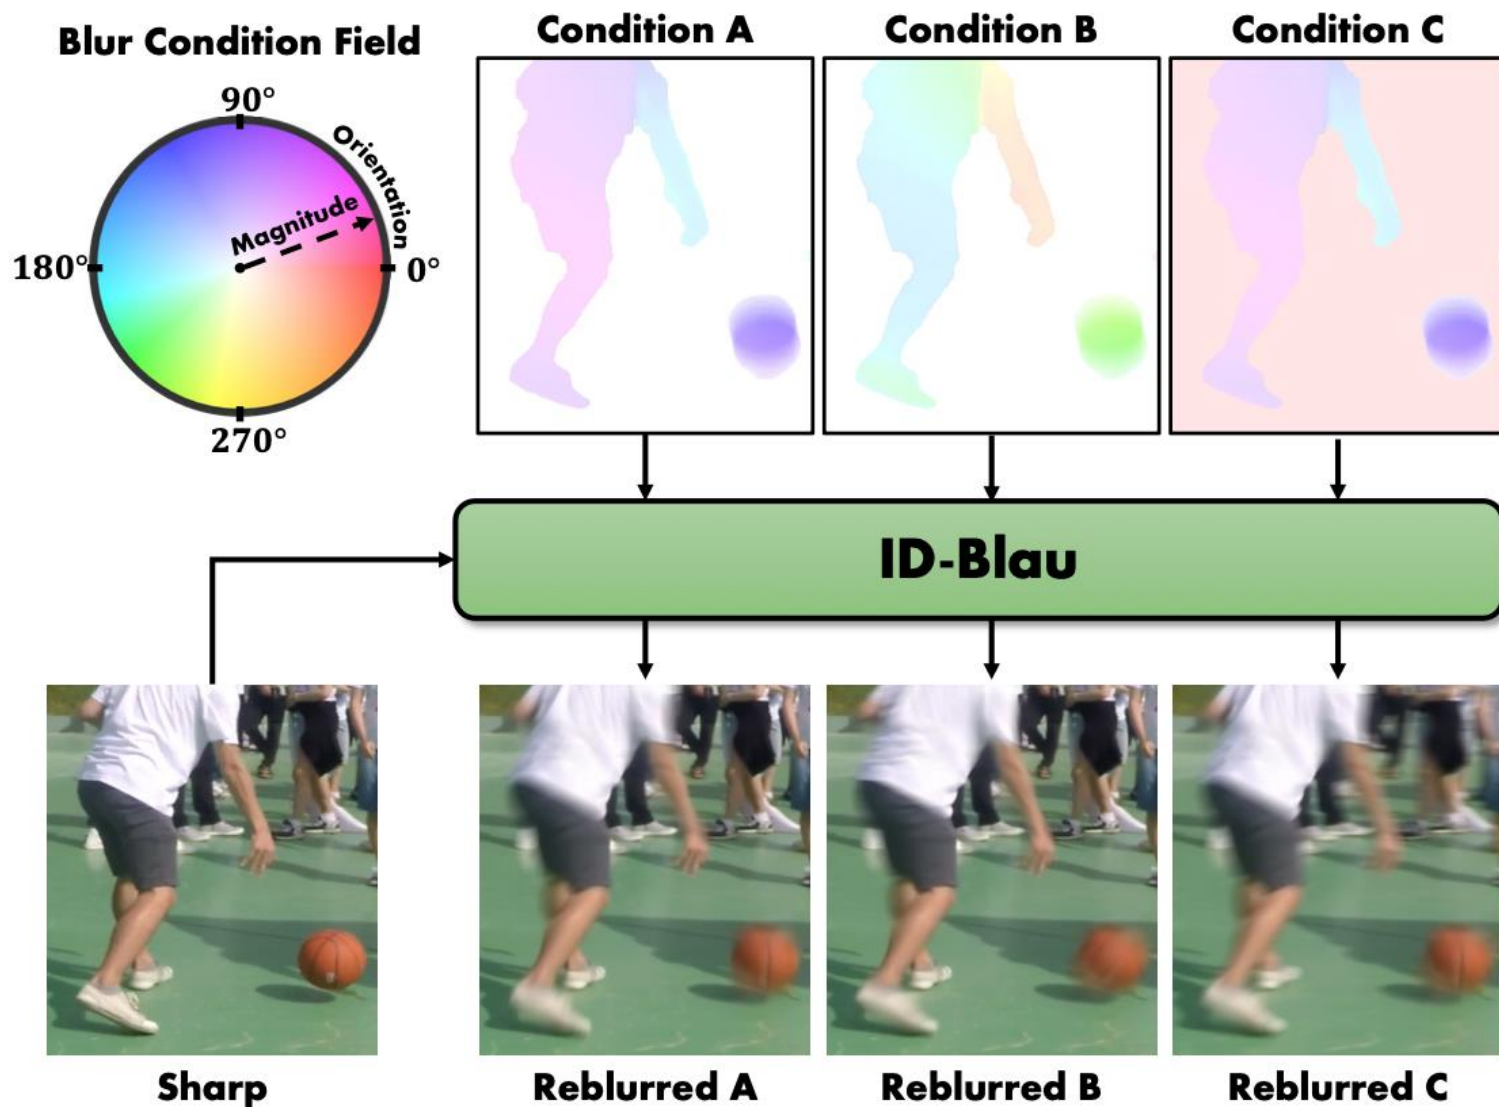 Blur Condition Field
90°
Orientation
Magnitude
180°
0°
270°
Condition A
Condition B
Condition C
ID-Blau
Sharp
Reblurred A
Reblurred B
Reblurred C